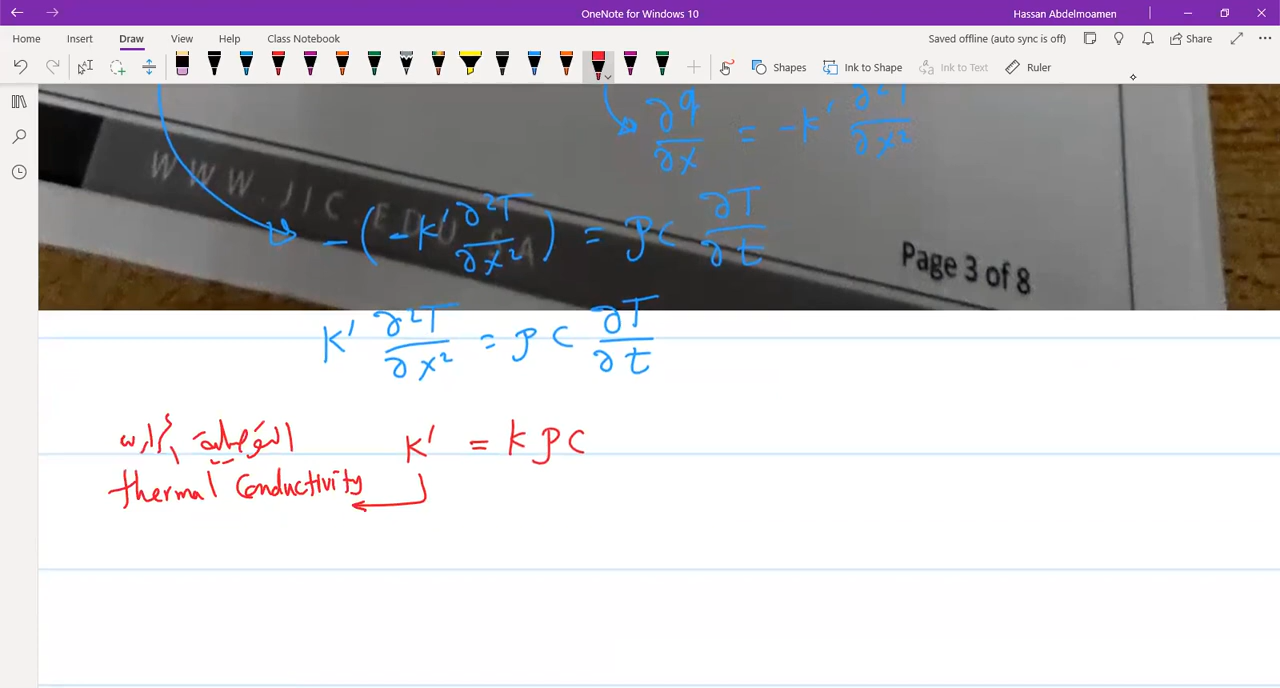 OneNote for Windows 10
Hassan Abdelmoamen
Home Insert Draw View Help Class Notebook
Saved offline (auto sync is off)
Share
Shapes Ink to Shape Ink to Text Ruler
∂q/∂x = -K' ∂²T/∂x²
WWW.JIC.EDU.SA
-(-K' ∂²T/∂x²) = ρC ∂T/∂t
Page 3 of 8
K' ∂²T/∂x² = ρC ∂T/∂t
K' = kρC
thermal Conductivity